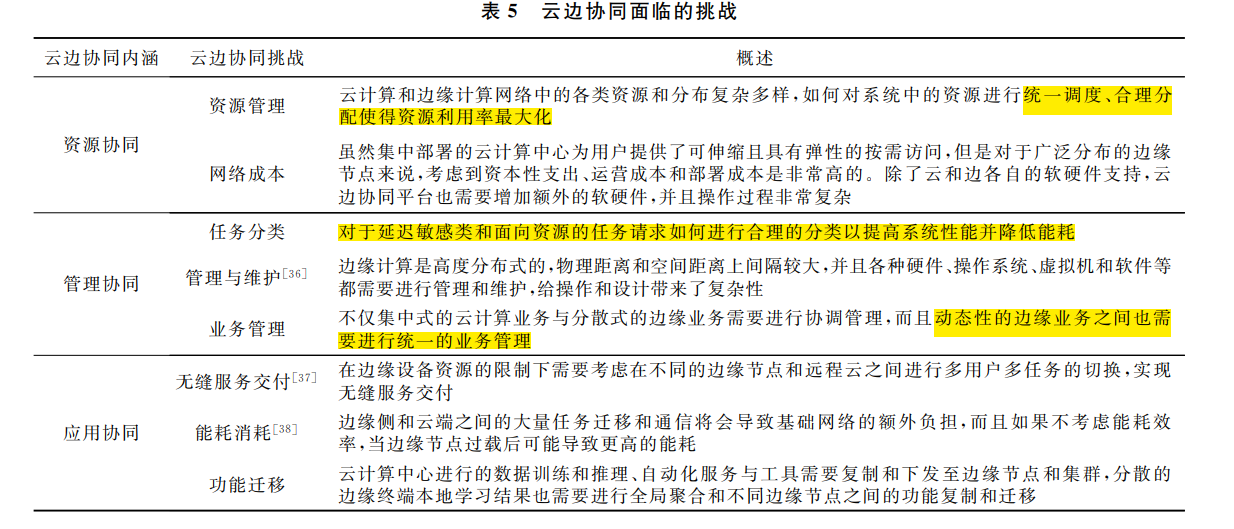 表 5 云边协同面临的挑战
云边协同内涵 云边协同挑战 概述
资源协同
资源管理
云计算和边缘计算网络中的各类资源和分布复杂多样,如何对系统中的资源进行统一调度、合理分
配使得资源利用率最大化
网络成本
虽然集中部署的云计算中心为用户提供了可伸缩且具有弹性的按需访问,但是对于广泛分布的边缘
节点来说,考虑到资本性支出、运营成本和部署成本是非常高的。除了云和边各自的软硬件支持,云
边协同平台也需要增加额外的软硬件,并且操作过程非常复杂
管理协同
任务分类
对于延迟敏感类和面向资源的任务请求如何进行合理的分类以提高系统性能并降低能耗
管理与维护[36]
边缘计算是高度分布式的,物理距离和空间距离上间隔较大,并且各种硬件、操作系统、虚拟机和软件等
都需要进行管理和维护,给操作和设计带来了复杂性
业务管理
不仅集中式的云计算业务与分散式的边缘业务需要进行协调管理,而且动态性的边缘业务之间也需
要进行统一的业务管理
应用协同
无缝服务交付[37]
在边缘设备资源的限制下需要考虑在不同的边缘节点和远程云之间进行多用户多任务的切换,实现
无缝服务交付
能耗消耗[38]
边缘侧和云端之间的大量任务迁移和通信将会导致基础网络的额外负担,而且如果不考虑能耗效
率,当边缘节点过载后可能导致更高的能耗
功能迁移
云计算中心进行的数据训练和推理、自动化服务与工具需要复制和下发至边缘节点和集群,分散的
边缘终端本地学习结果也需要进行全局聚合和不同边缘节点之间的功能复制和迁移